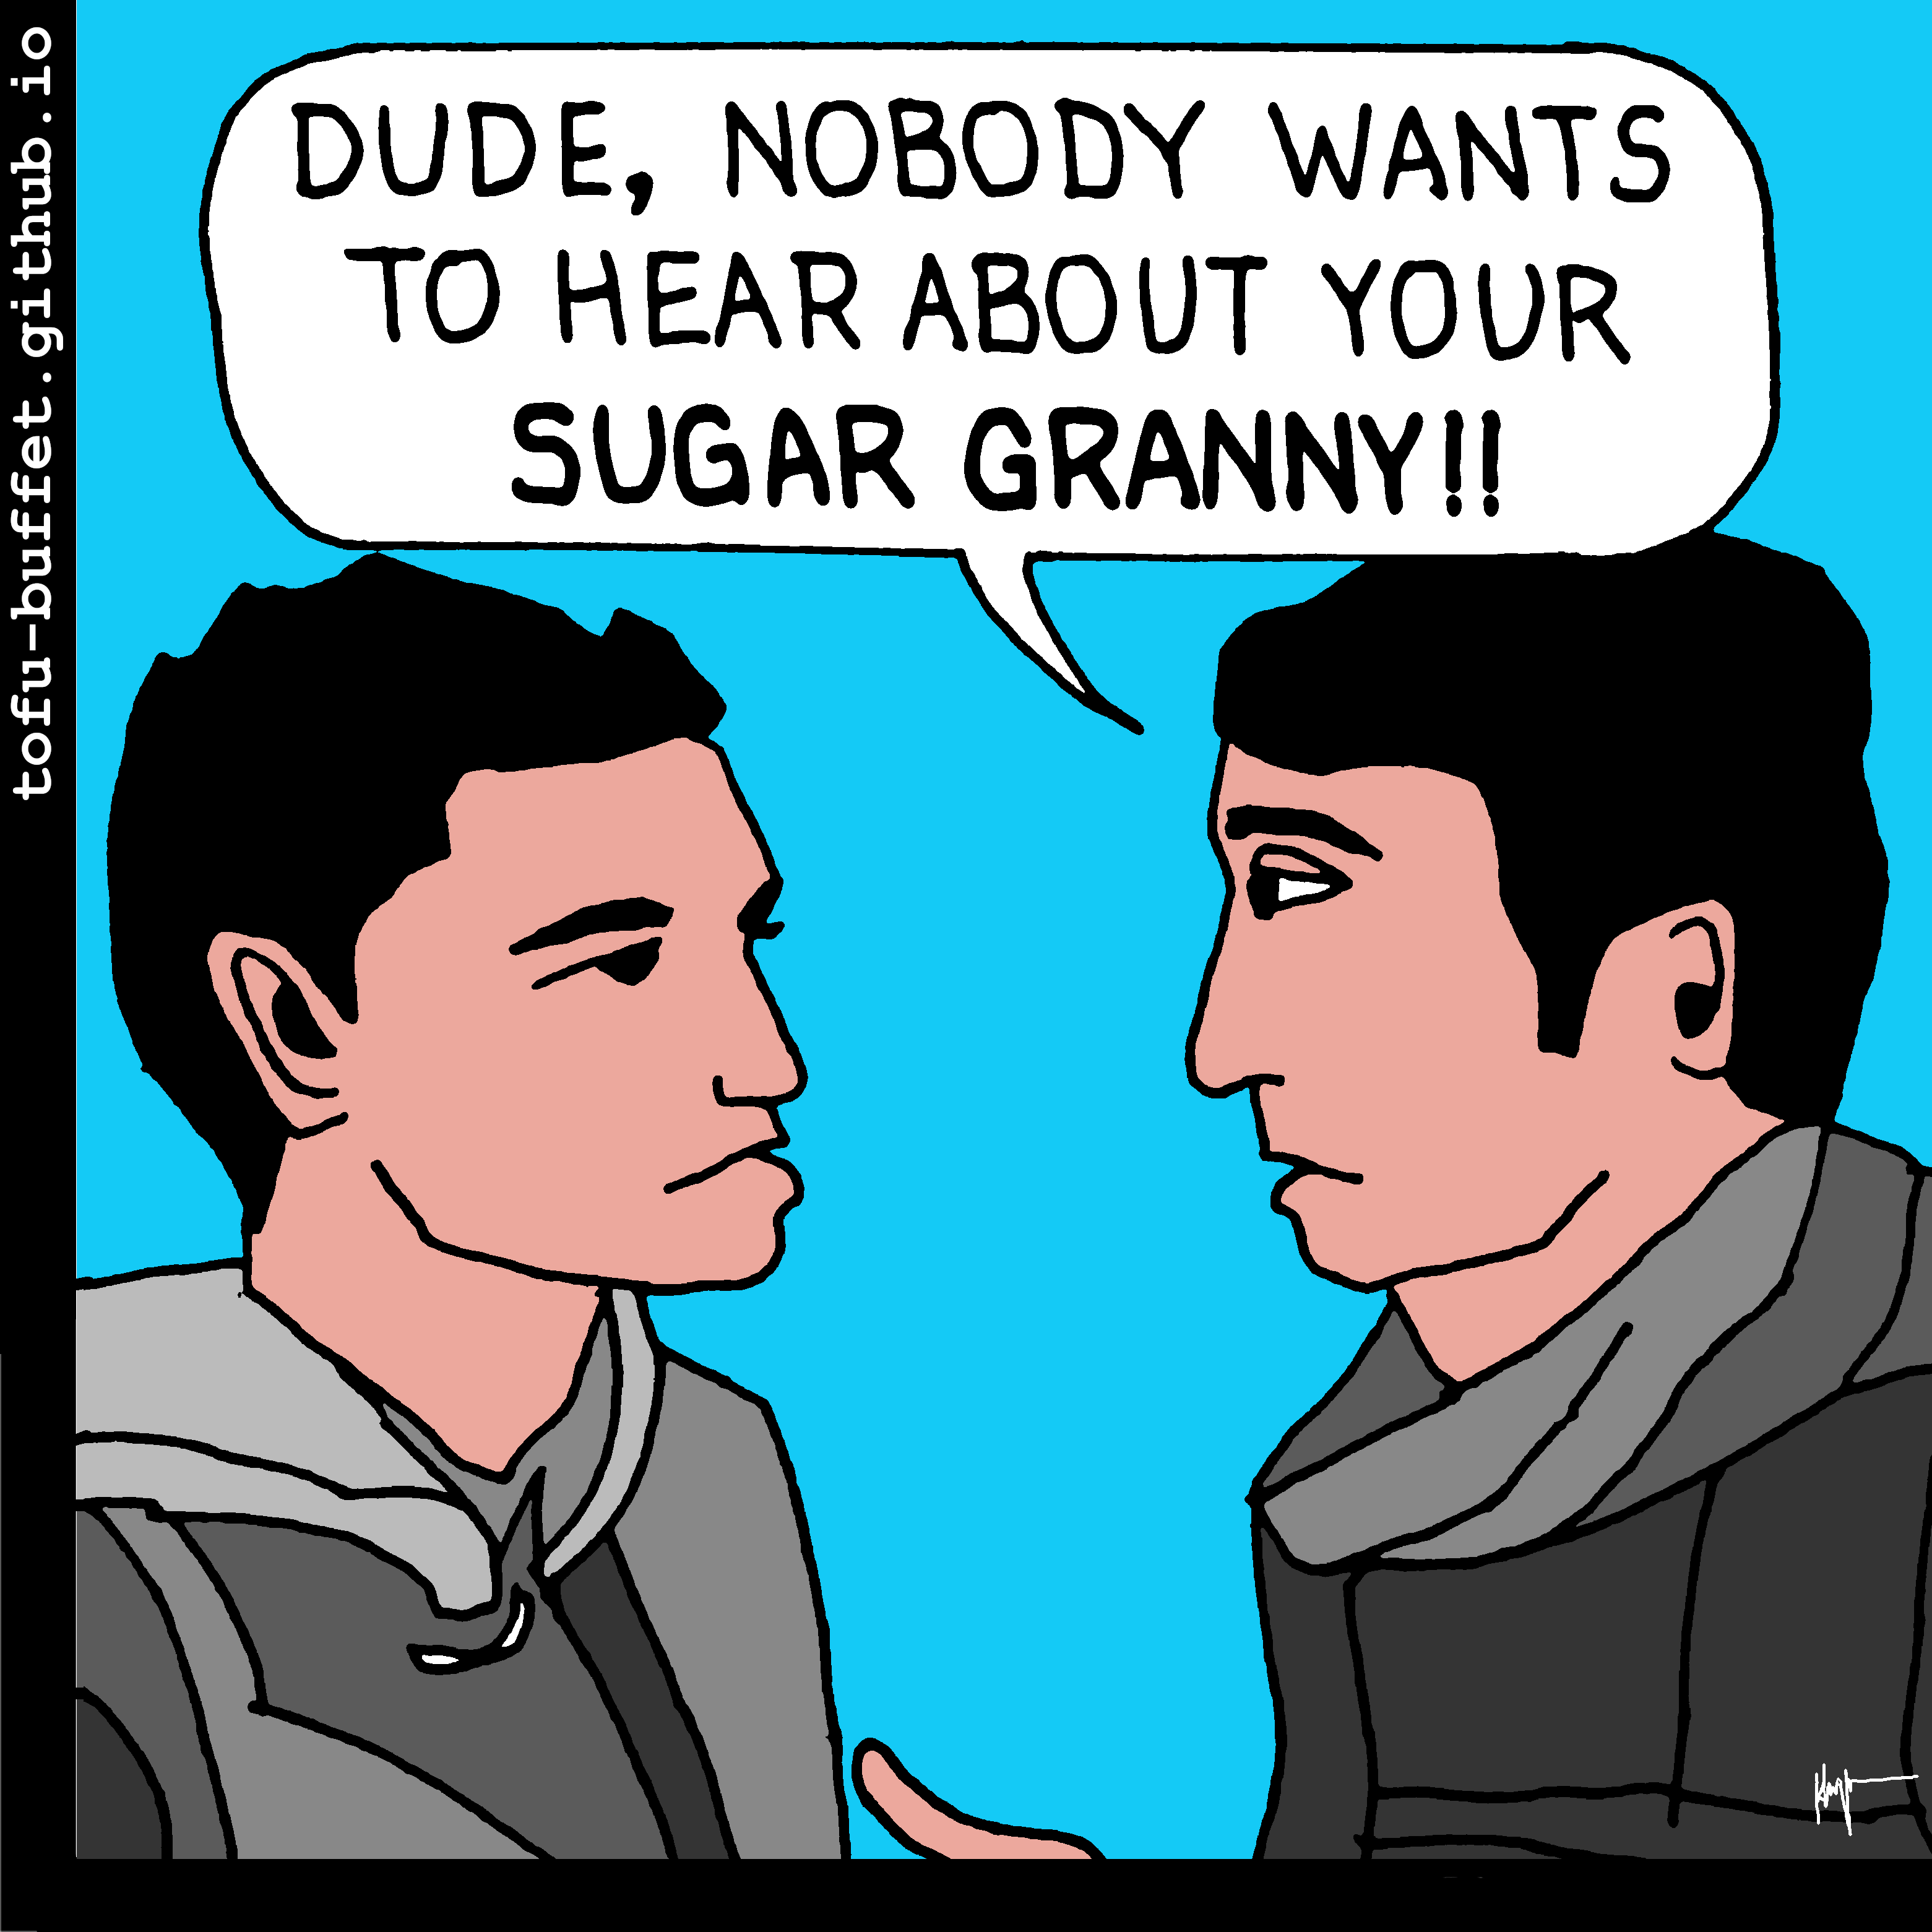 tofu-buffet.github.io
DUDE, NOBODY WANTS
TO HEAR ABOUT YOUR
SUGAR GRANNY!!